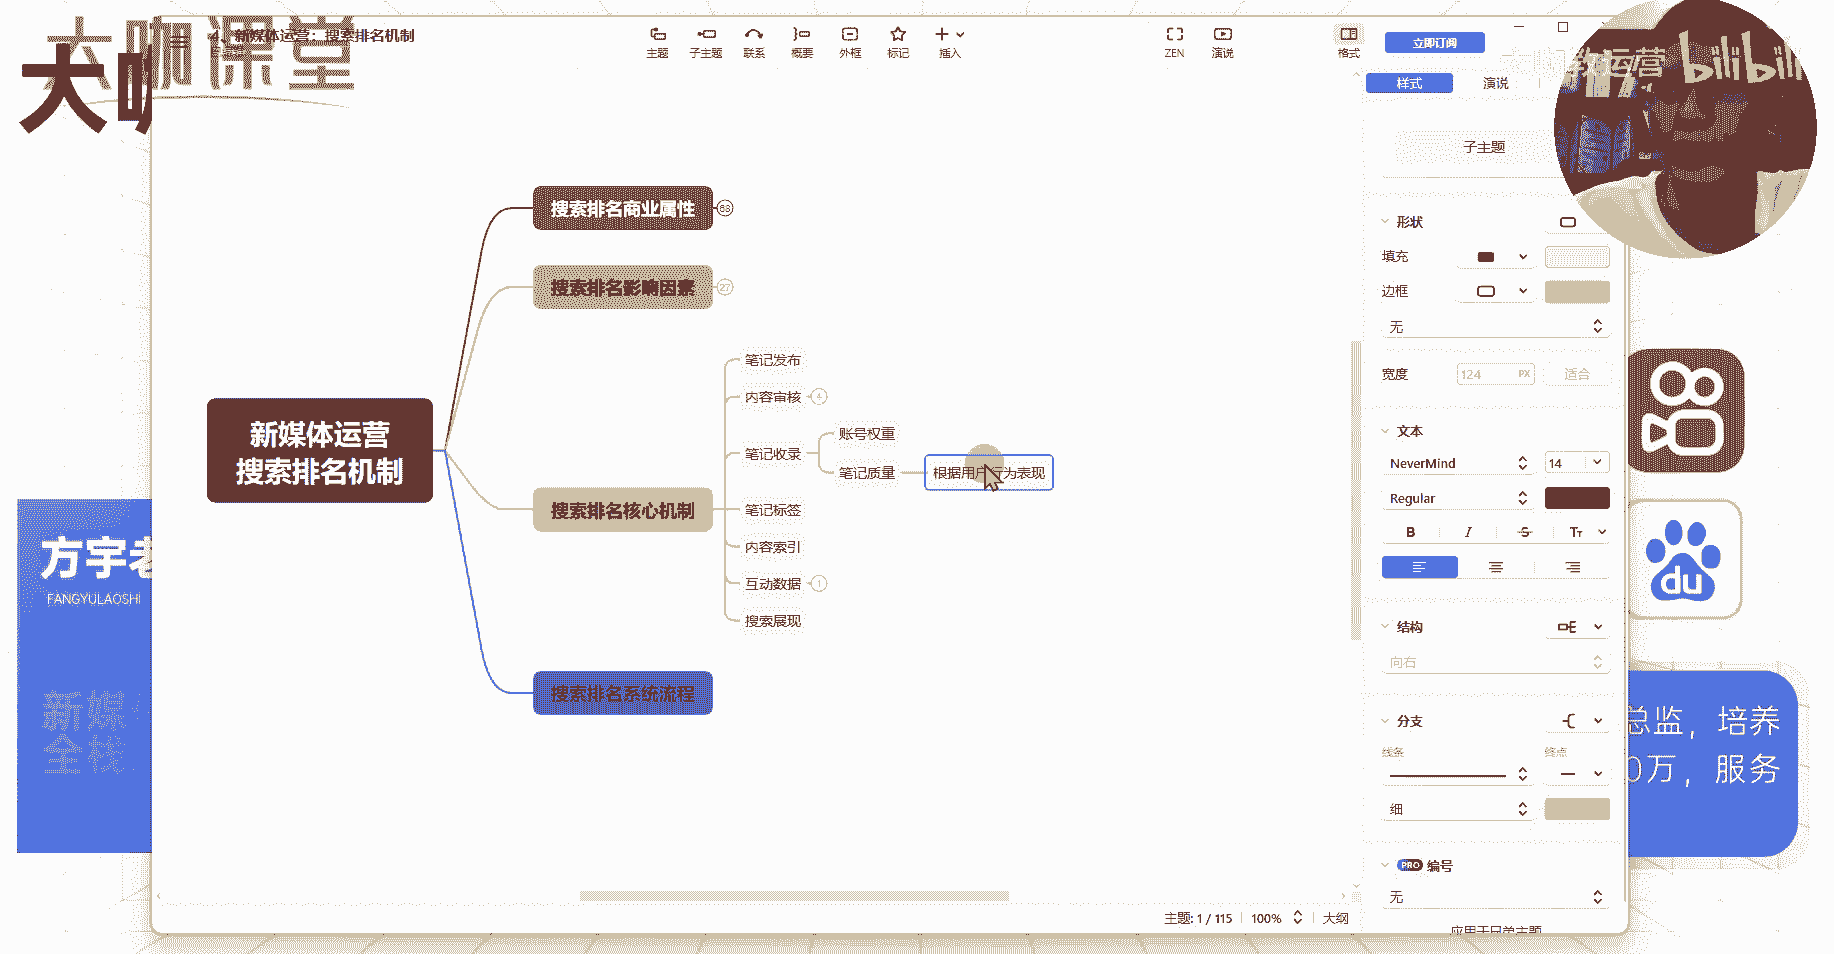 大咖课堂
大咖
4、新媒体运营：搜索排名机制
主题
子主题
联系
概要
外框
标记
插入
ZEN
演说
格式
立即订阅
教运营 bilibili
样式
演说
子主题
形状
填充
边框
无
宽度
124
PX
适合
文本
NeverMind
14
Regular
B
I
S
TT
结构
向右
分支
线条
终点
细
PRO 编号
无
应用于兄弟主题
搜索排名商业属性
86
搜索排名影响因素
27
新媒体运营
搜索排名机制
搜索排名核心机制
笔记发布
内容审核
4
笔记收录
账号权重
笔记质量
根据用户行为表现
笔记标签
内容索引
互动数据
1
搜索展现
搜索排名系统流程
主题: 1 / 115
100%
大纲
方宇老
FANGYULAOSHI
新媒
全栈
du
总监，培养
0万，服务